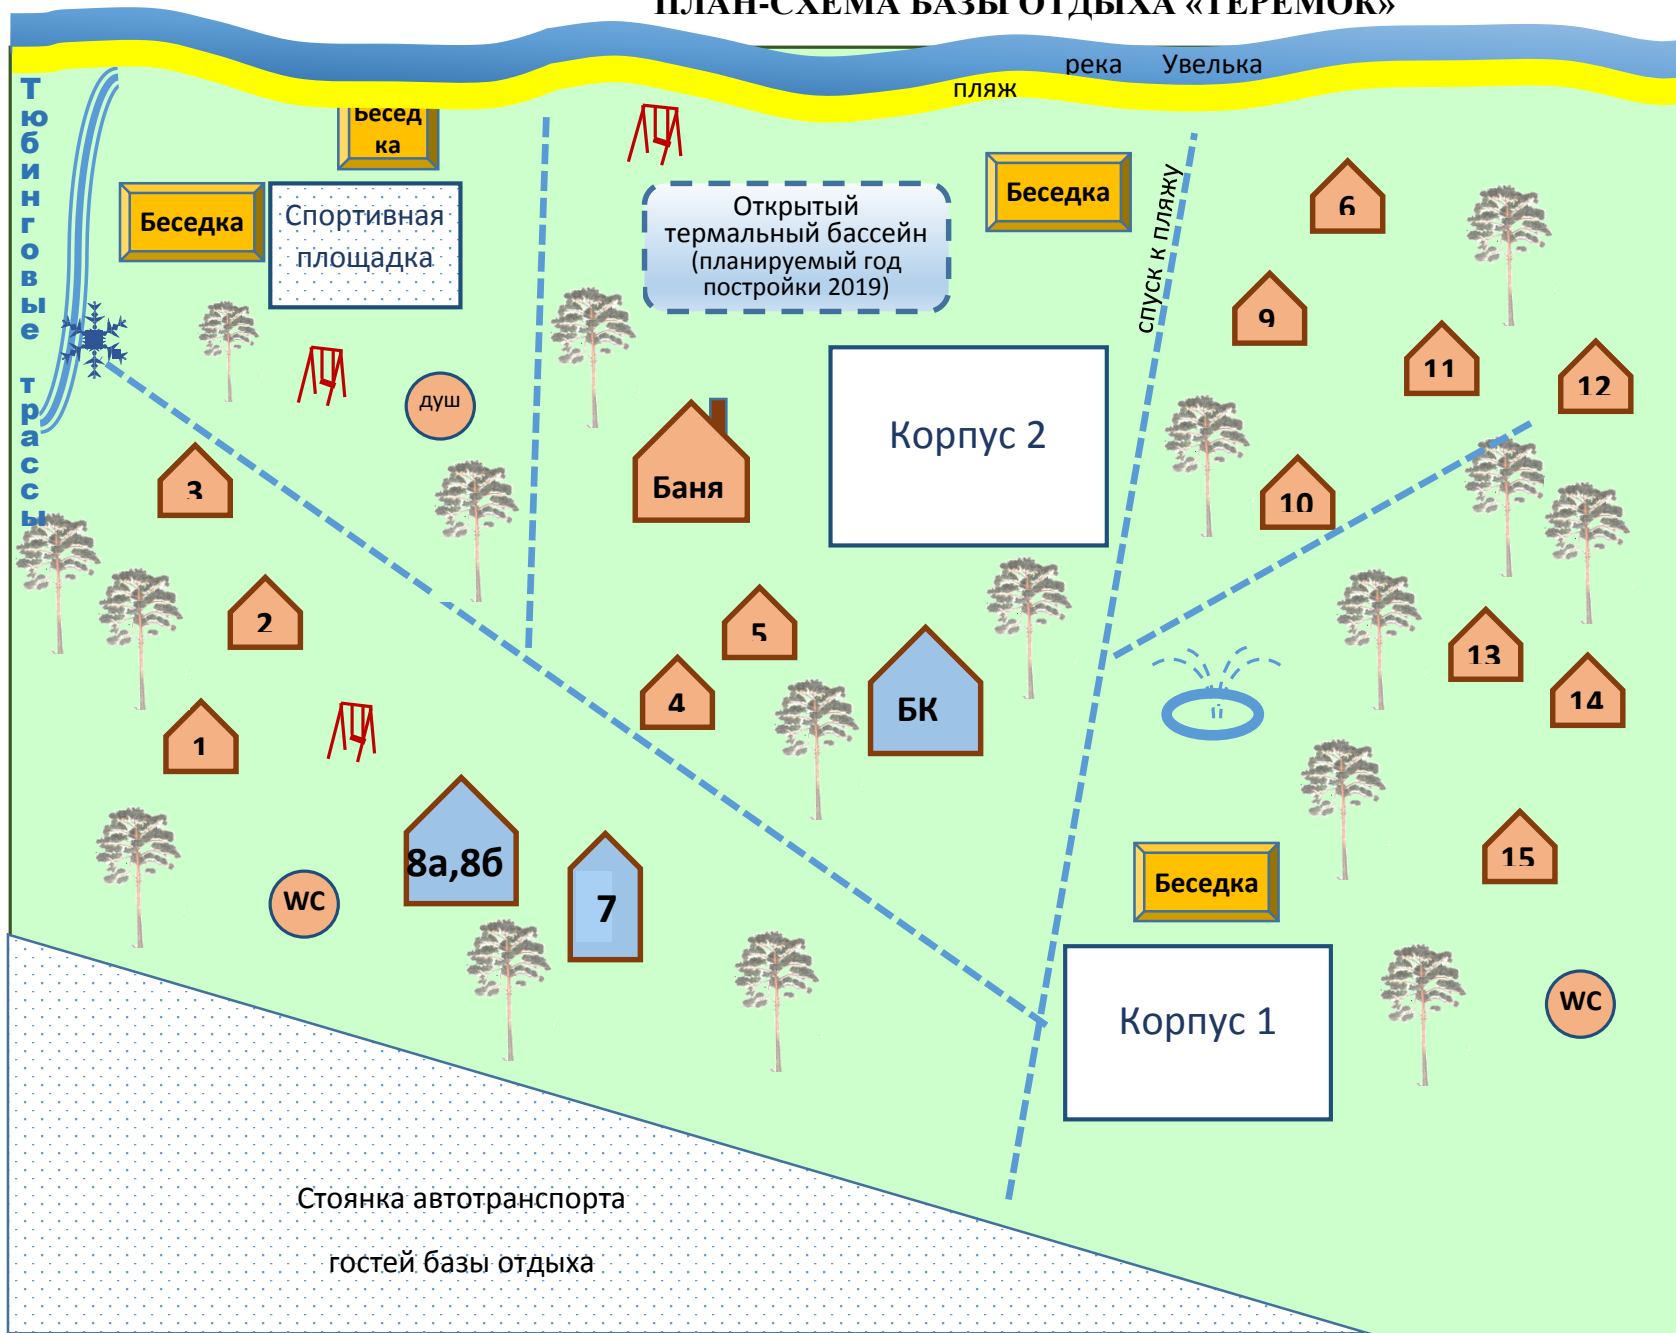 ПЛАН-СХЕМА БАЗЫ ОТДЫХА «ТЕРЕМОК»
река Увелька
пляж
Тюбинговые трассы
Бесед
ка
Беседка
Спортивная
площадка
Открытый
термальный бассейн
(планируемый год
постройки 2019)
Беседка
спуск к пляжу
6
9
11
12
душ
Корпус 2
3
Баня
10
2
5
4
БК
13
14
1
8а,8б
7
WC
Беседка
15
Корпус 1
WC
Стоянка автотранспорта
гостей базы отдыха